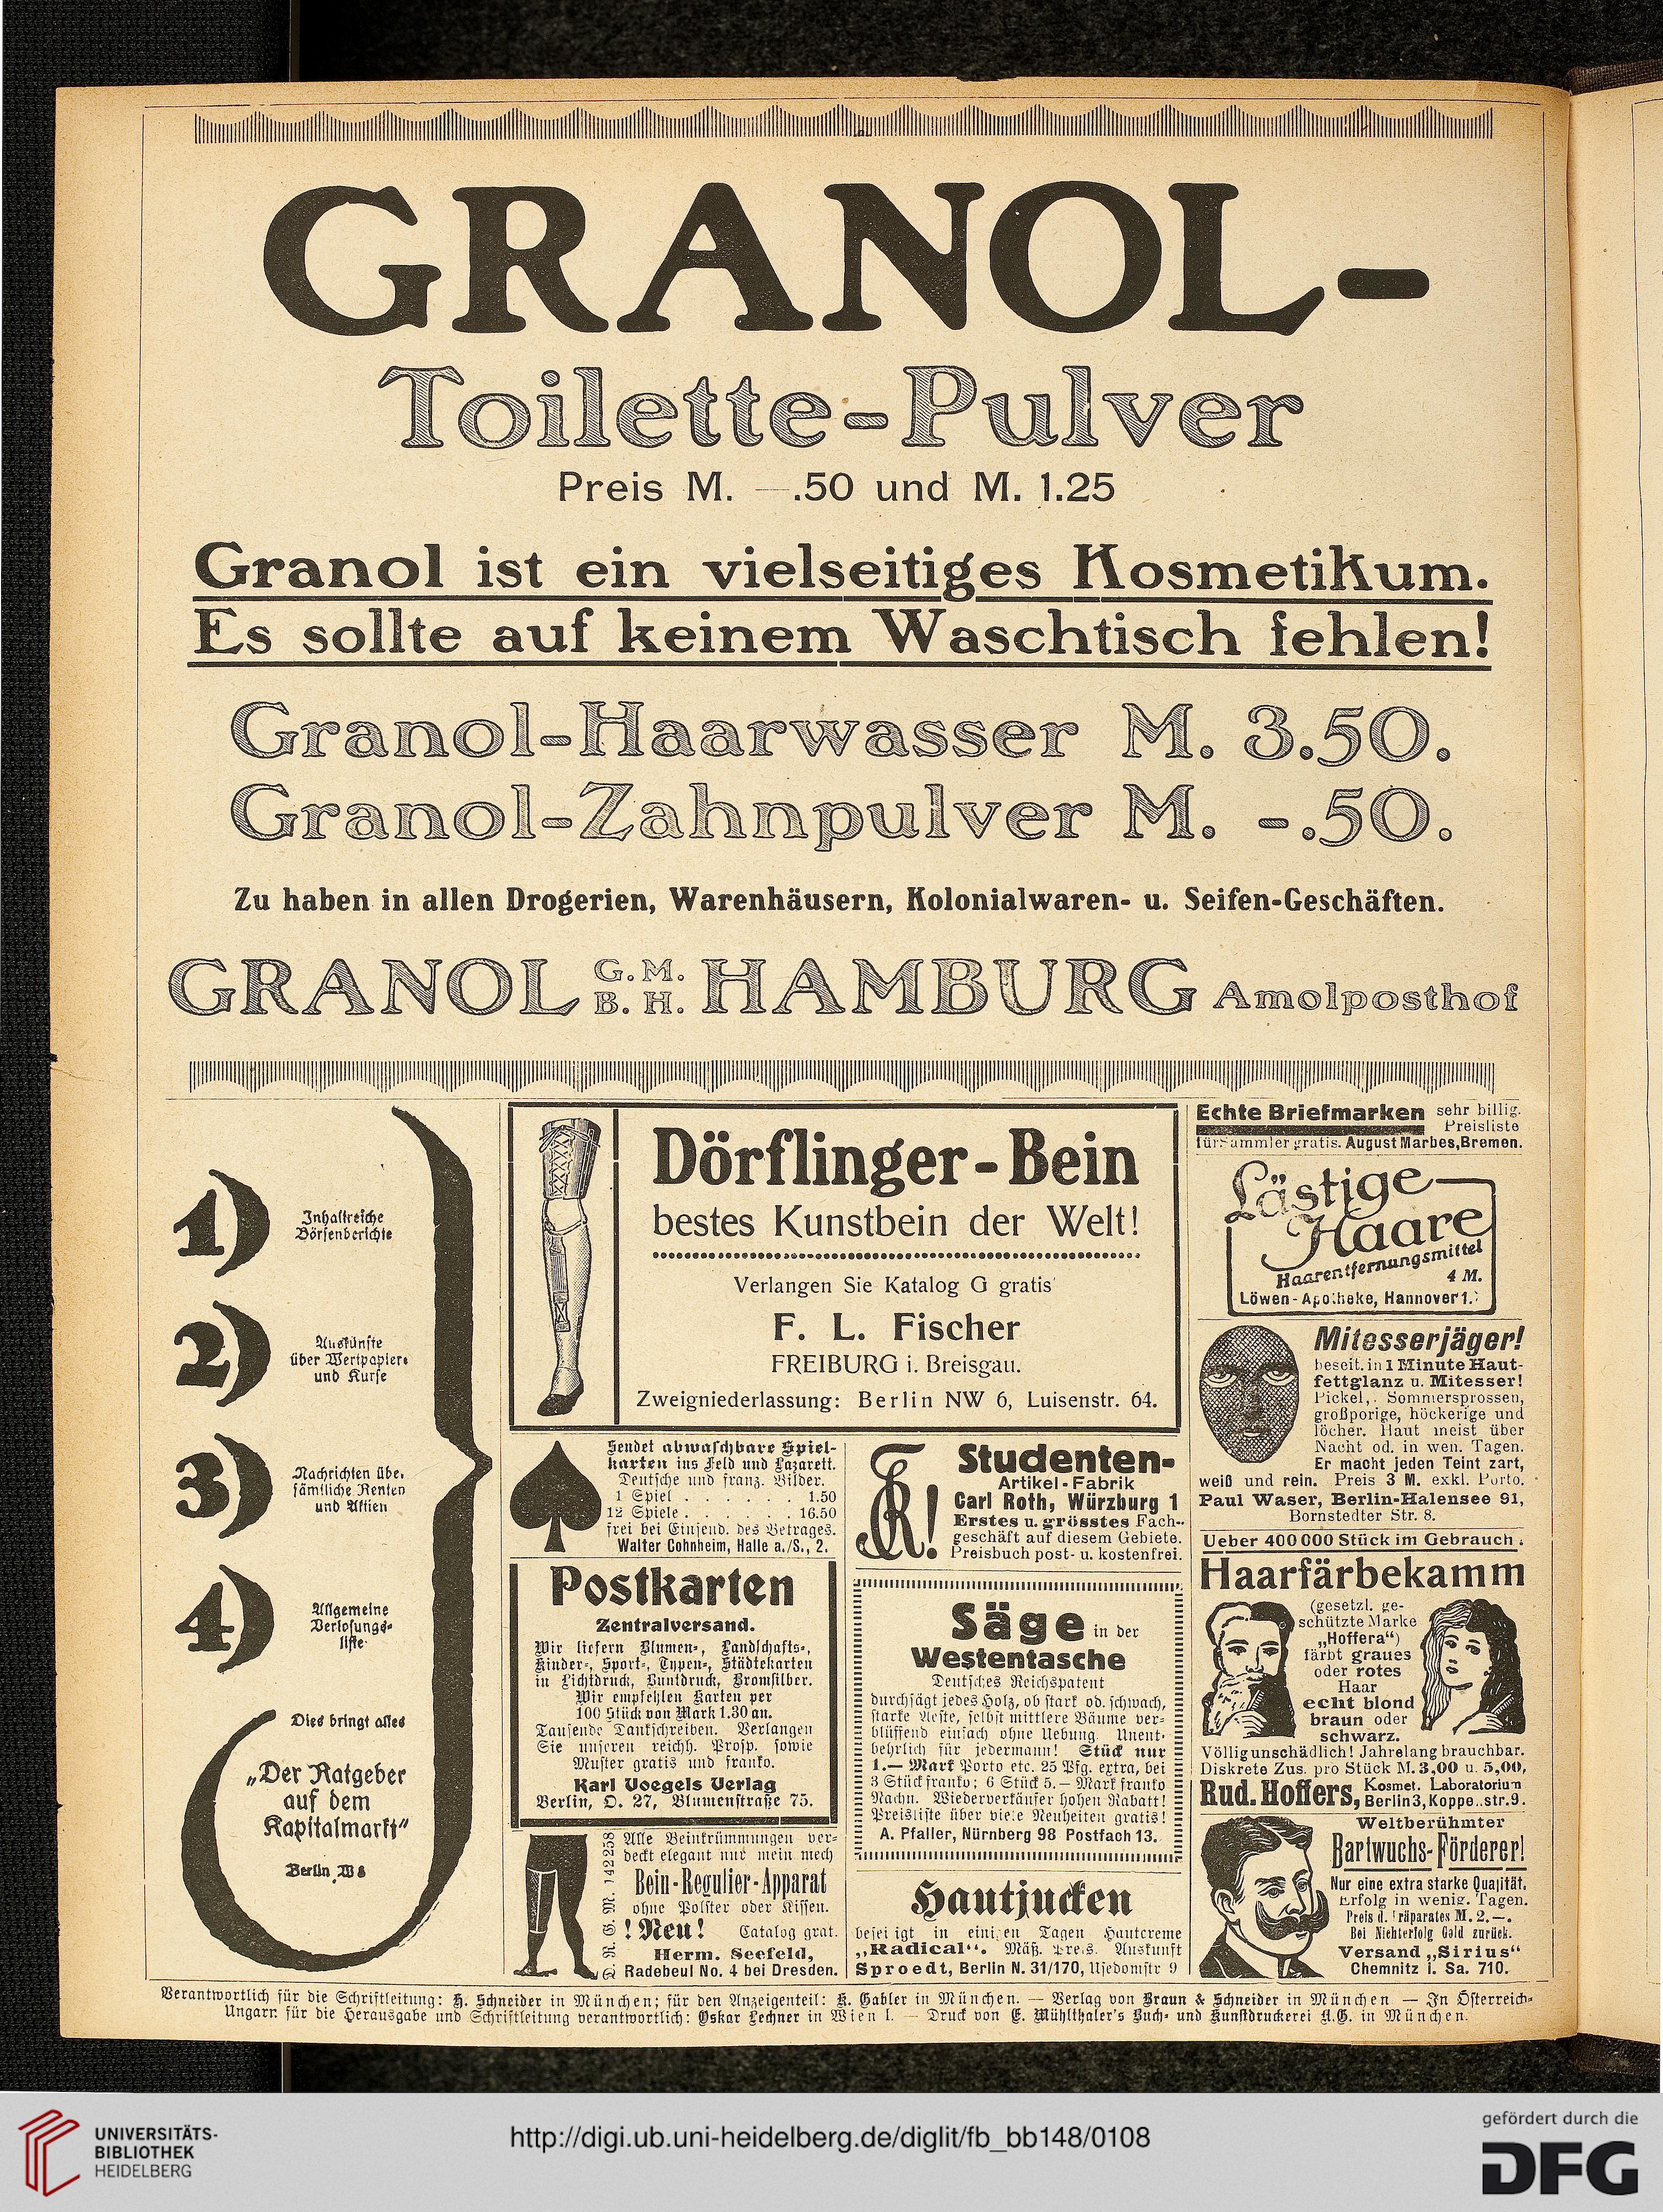 GRANOL-
Toilette-Pulver
Preis M. —.50 und M. 1.25
Granol ist ein vielseitiges Kosmetikum.
Es sollte auf keinem Waschtisch fehlen!
Granol-Haarwasser M. 3.50.
Granol-Zahnpulver M. -.50.
Zu haben in allen Drogerien, Warenhäusern, Kolonialwaren- u. Seifen-Geschäften.
GRANOL G.M.B.H. HAMBURG Amolposthof
1)
Inhaltreiche
Börsenberichte
2)
Auskünfte
über Wertpapiere
und Kurse
3)
Nachrichten über
sämtliche Renten
und Aktien
4)
Allgemeine
Verlosungs-
liste
Dies bringt alles
„Der Ratgeber
auf dem
Kapitalmarkt"
Berlin W 8
Dörflinger-Bein
bestes Kunstbein der Welt!
Verlangen Sie Katalog G gratis
F. L. Fischer
FREIBURG i. Breisgau.
Zweigniederlassung: Berlin NW 6, Luisenstr. 64.
Sendet abwaschbare Spiel-
karten ins Feld und Lazarett.
Deutsche und franz. Bilder.
1 Spiel . . . . . . 1.50
12 Spiele . . . . . . 16.50
frei bei Einsend. des Betrages.
Walter Cohnheim, Halle a./S., 2.
Postkarten
Zentralversand.
Wir liefern Blumen-, Landschafts-,
Kinder-, Sport-, Typen-, Städtekarten
in Lichtdruck, Buntdruck, Bromsilber.
Wir empfehlen Karten per
100 Stück von Mark 1.30 an.
Tausende Dankschreiben. Verlangen
Sie unseren reichh. Prosp. sowie
Muster gratis und franko.
Karl Voegels Verlag
Berlin, O. 27, Blumenstraße 75.
D. R. G. M. 142258
Alle Beinkrümmungen ver-
deckt elegant nur mein mech
Bein-Regulier-Apparat
ohne Polster oder Kissen.
! Neu! Catalog grat.
Herm. Seefeld,
Radebeul No. 4 bei Dresden.
Studenten-
Artikel-Fabrik
Carl Roth, Würzburg 1
Erstes u. grösstes Fach-
geschäft auf diesem Gebiete.
Preisbuch post- u. kostenfrei.
Säge in der
Westentasche
Deutsches Reichspatent
durchsägt jedes Holz, ob stark od. schwach,
starke Aeste, selbst mittlere Bäume ver-
blüffend einfach ohne Uebung. Unent-
behrlich für jedermann! Stück nur
1.— Mark Porto etc. 25 Pfg. extra, bei
3 Stück franko; 6 Stück 5.— Mark franko
Nachn. Wiederverkäufer hohen Rabatt!
Preisliste über viele Neuheiten gratis!
A. Pfaller, Nürnberg 98 Postfach 13.
Hautjucken
beseitigt in einigen Tagen Hautcreme
„Radical“. Mäß. Preis. Auskunft
Sproedt, Berlin N. 31/170, Usedomstr 9
Echte Briefmarken sehr billig.
Preisliste
für Sammler gratis. August Marbes, Bremen.
Lästige
Haare
Haarentfernungsmittel
4 M.
Löwen-Apotheke, Hannover 1.
Mitesserjäger!
beseit. in 1 Minute Haut-
fettglanz u. Mitesser!
Pickel, Sommersprossen,
großporige, höckerige und
löcher. Haut meist über
Nacht od. in wen. Tagen.
Er macht jeden Teint zart,
weiß und rein. Preis 3 M. exkl. Porto.
Paul Waser, Berlin-Halensee 91,
Bornstedter Str. 8.
Ueber 400 000 Stück im Gebrauch.
Haarfärbekamm
(gesetzl. ge-
schützte Marke
„Hoffera“)
färbt graues
oder rotes
Haar
echt blond
braun oder
schwarz.
Völlig unschädlich! Jahrelang brauchbar.
Diskrete Zus. pro Stück M. 3,00 u. 5,00,
Rud. Hoffers, Kosmet. Laboratorium
Berlin 3, Koppe..str. 9.
Weltberühmter
Bartwuchs-Förderer!
Nur eine extra starke Qualität.
Erfolg in wenig. Tagen.
Preis d. Präparates M. 2.—.
Bei Nichterfolg Geld zurück.
Versand „Sirius“
Chemnitz i. Sa. 710.
Verantwortlich für die Schriftleitung: H. Schneider in München; für den Anzeigenteil: K. Gabler in München. — Verlag von Braun & Schneider in München — In Österreich-
Ungarn für die Herausgabe und Schriftleitung verantwortlich: Oskar Lechner in Wien I. — Druck von E. Mühlthaler's Buch- und Kunstdruckerei A.G. in München.
UNIVERSITÄTS-
BIBLIOTHEK
HEIDELBERG
http://digi.ub.uni-heidelberg.de/diglit/fb_bb148/0108
gefördert durch die
DFG